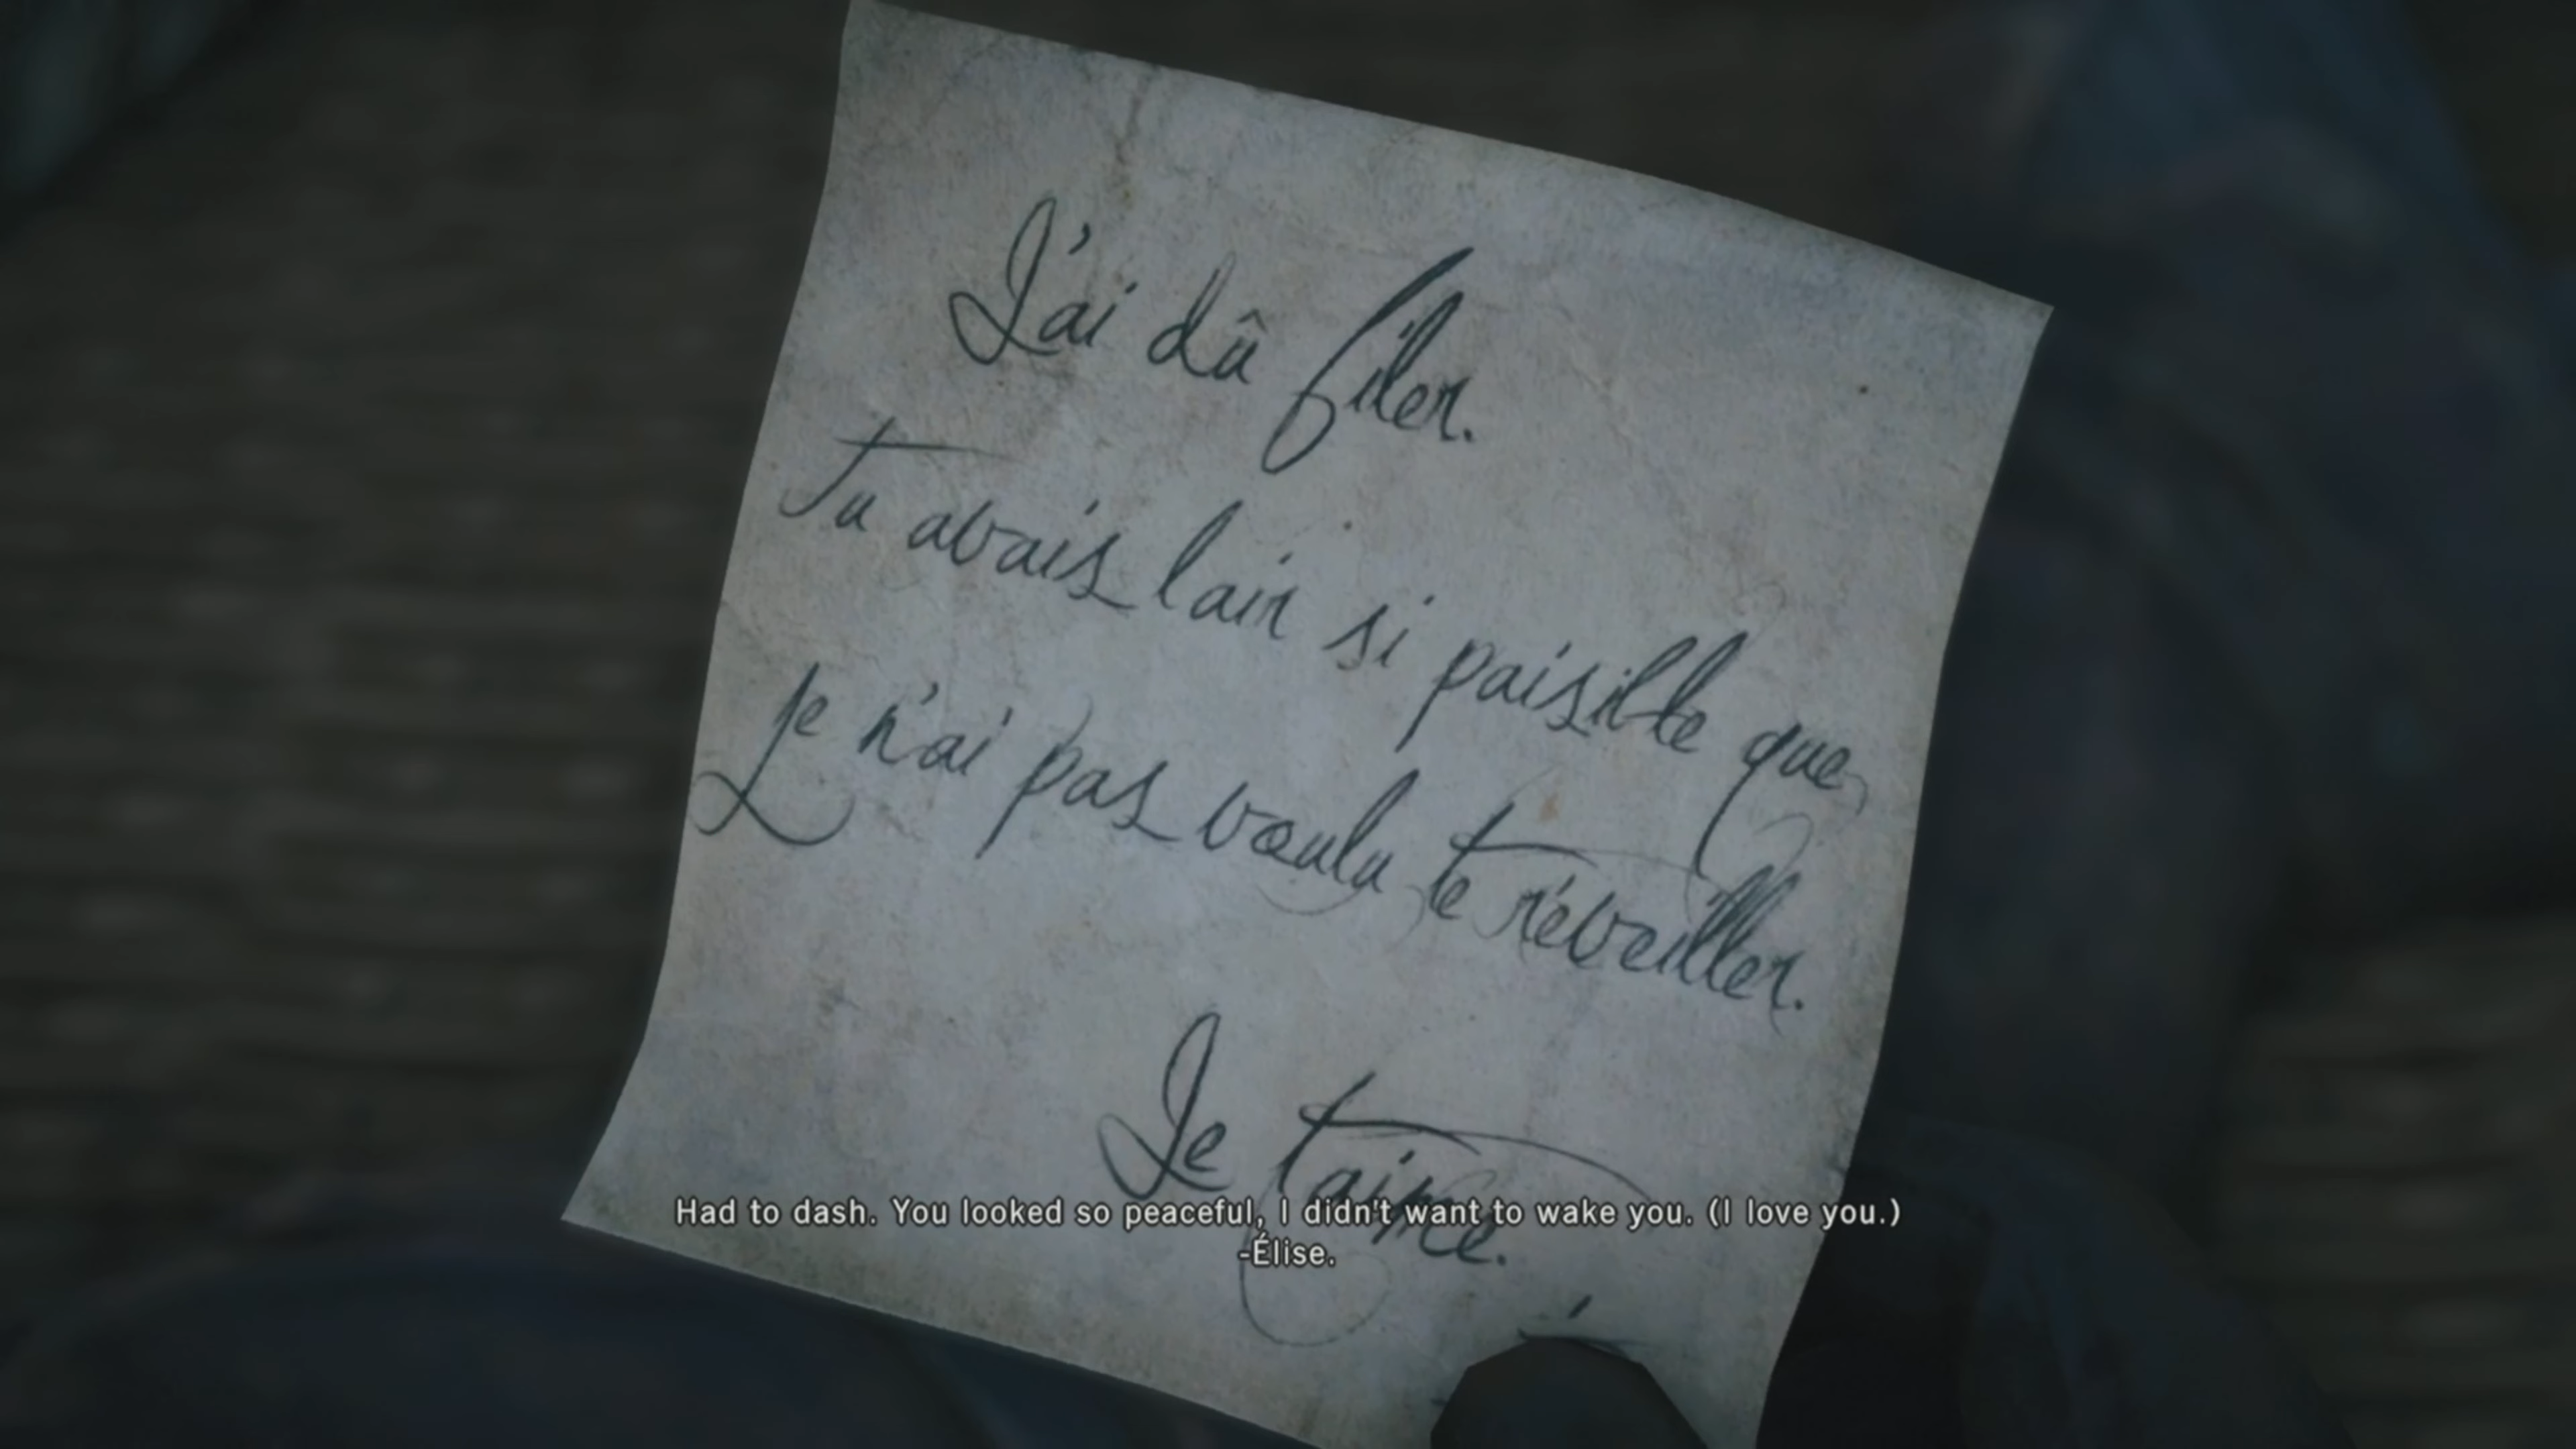 J'ai dû filer.
Tu avais lair si paisible que
je n'ai pas voulu te réveiller.
Je t'aime.
Had to dash. You looked so peaceful, I didn't want to wake you. (I love you.)
-Élise.